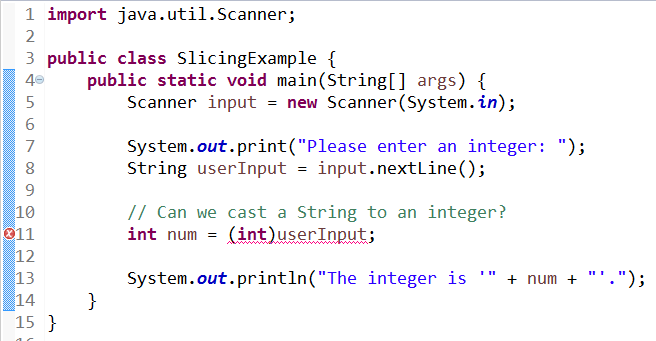 1 import java.util.Scanner;
2
3 public class SlicingExample {
4 public static void main(String[] args) {
5 Scanner input = new Scanner(System.in);
6
7 System.out.print("Please enter an integer: ");
8 String userInput = input.nextLine();
9
10 // Can we cast a String to an integer?
11 int num = (int)userInput;
12
13 System.out.println("The integer is '" + num + "'.");
14 }
15 }